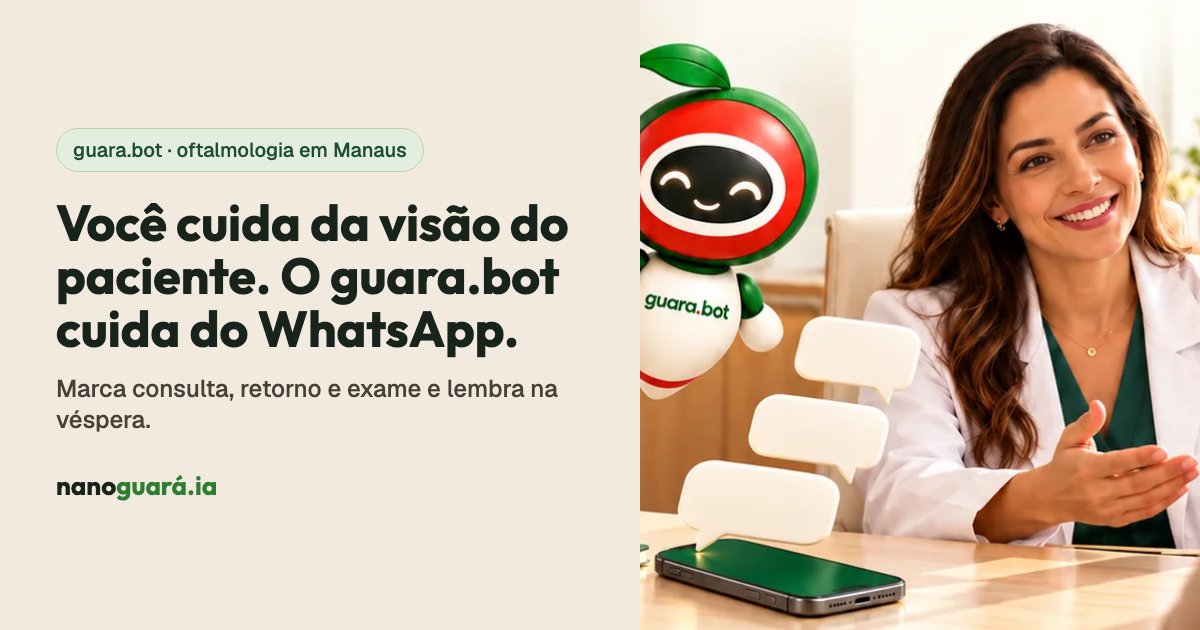 guara.bot · oftalmologia em Manaus
Você cuida da visão do
paciente. O guara.bot
cuida do WhatsApp.
Marca consulta, retorno e exame e lembra na
véspera.
nanoguará.ia
guara.bot